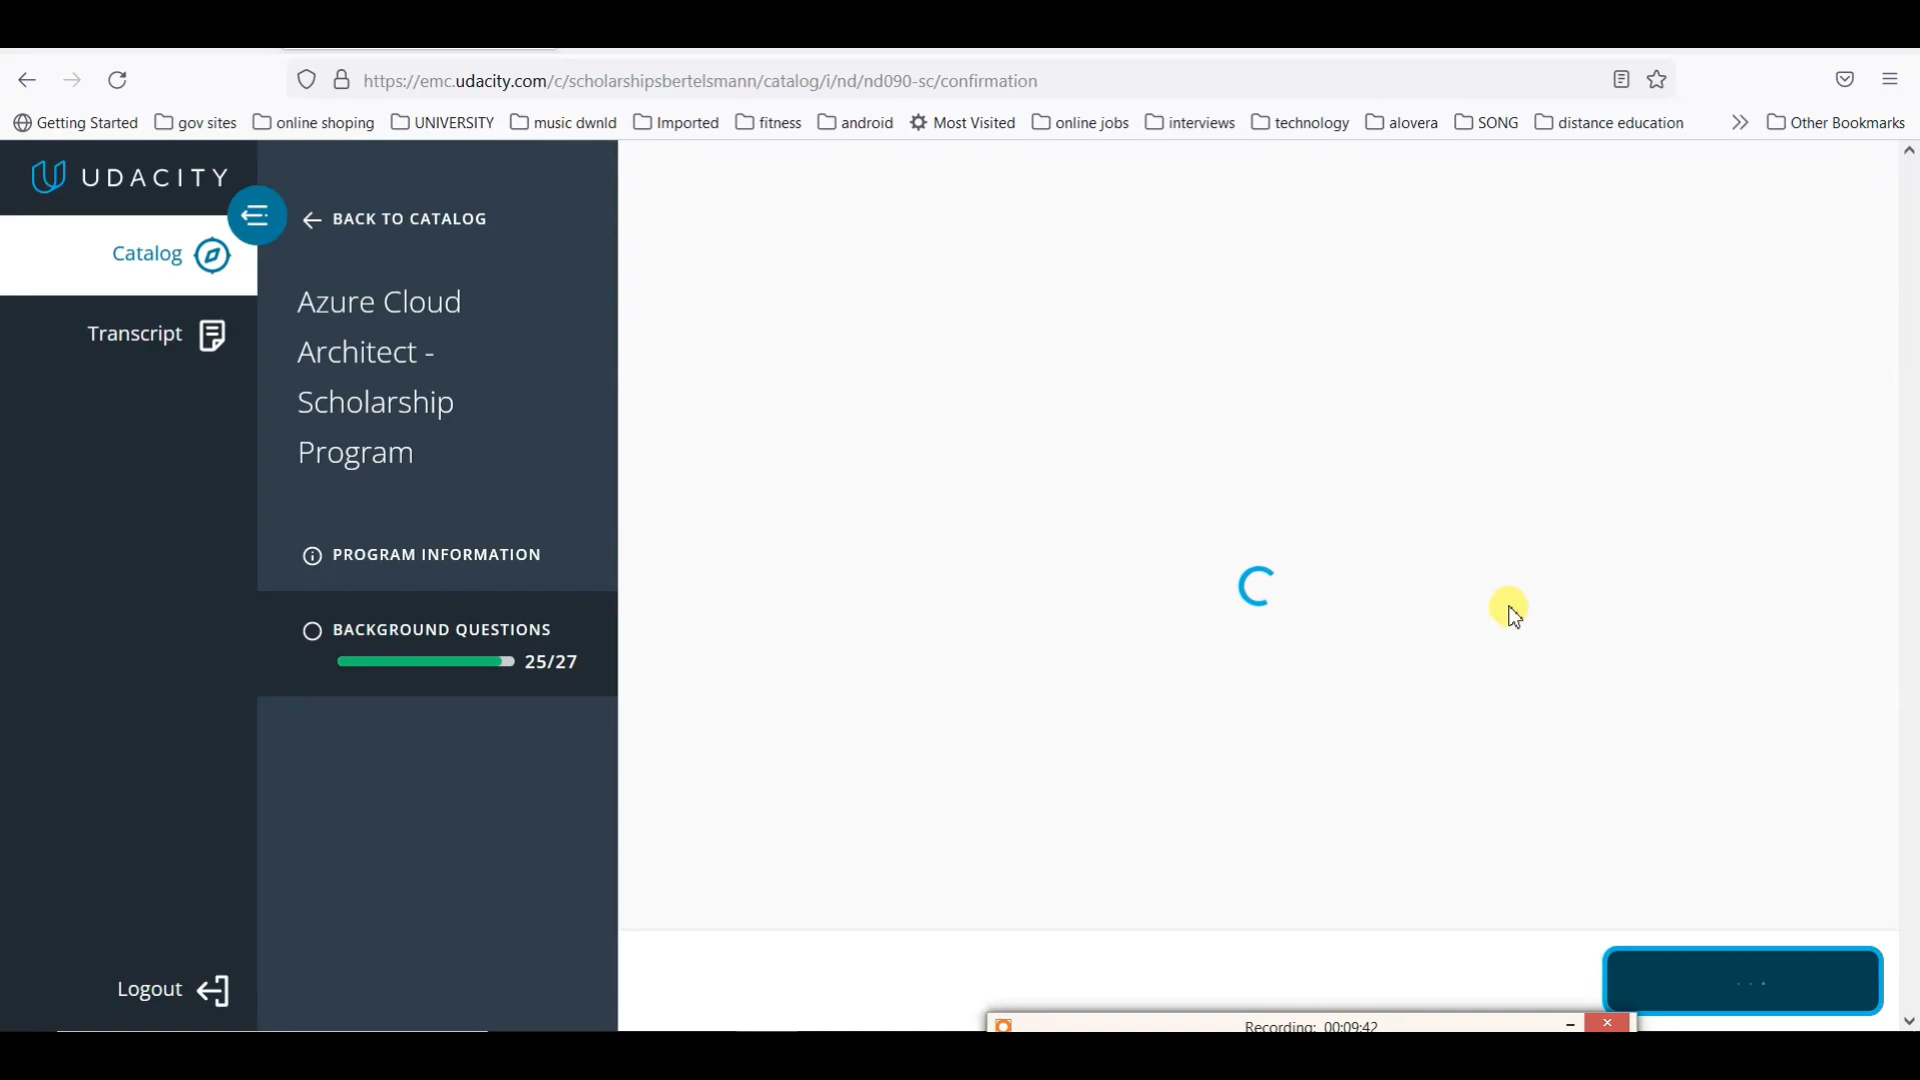 https://emc.udacity.com/c/scholarshipsbertelsmann/catalog/i/nd/nd090-sc/confirmation
Getting Started gov sites online shoping UNIVERSITY music dwnld Imported fitness android Most Visited online jobs interviews technology alovera SONG distance education Other Bookmarks
UDACITY
Catalog
Transcript
Logout
BACK TO CATALOG
Azure Cloud
Architect -
Scholarship
Program
PROGRAM INFORMATION
BACKGROUND QUESTIONS
25/27
Recording: 00:09:42